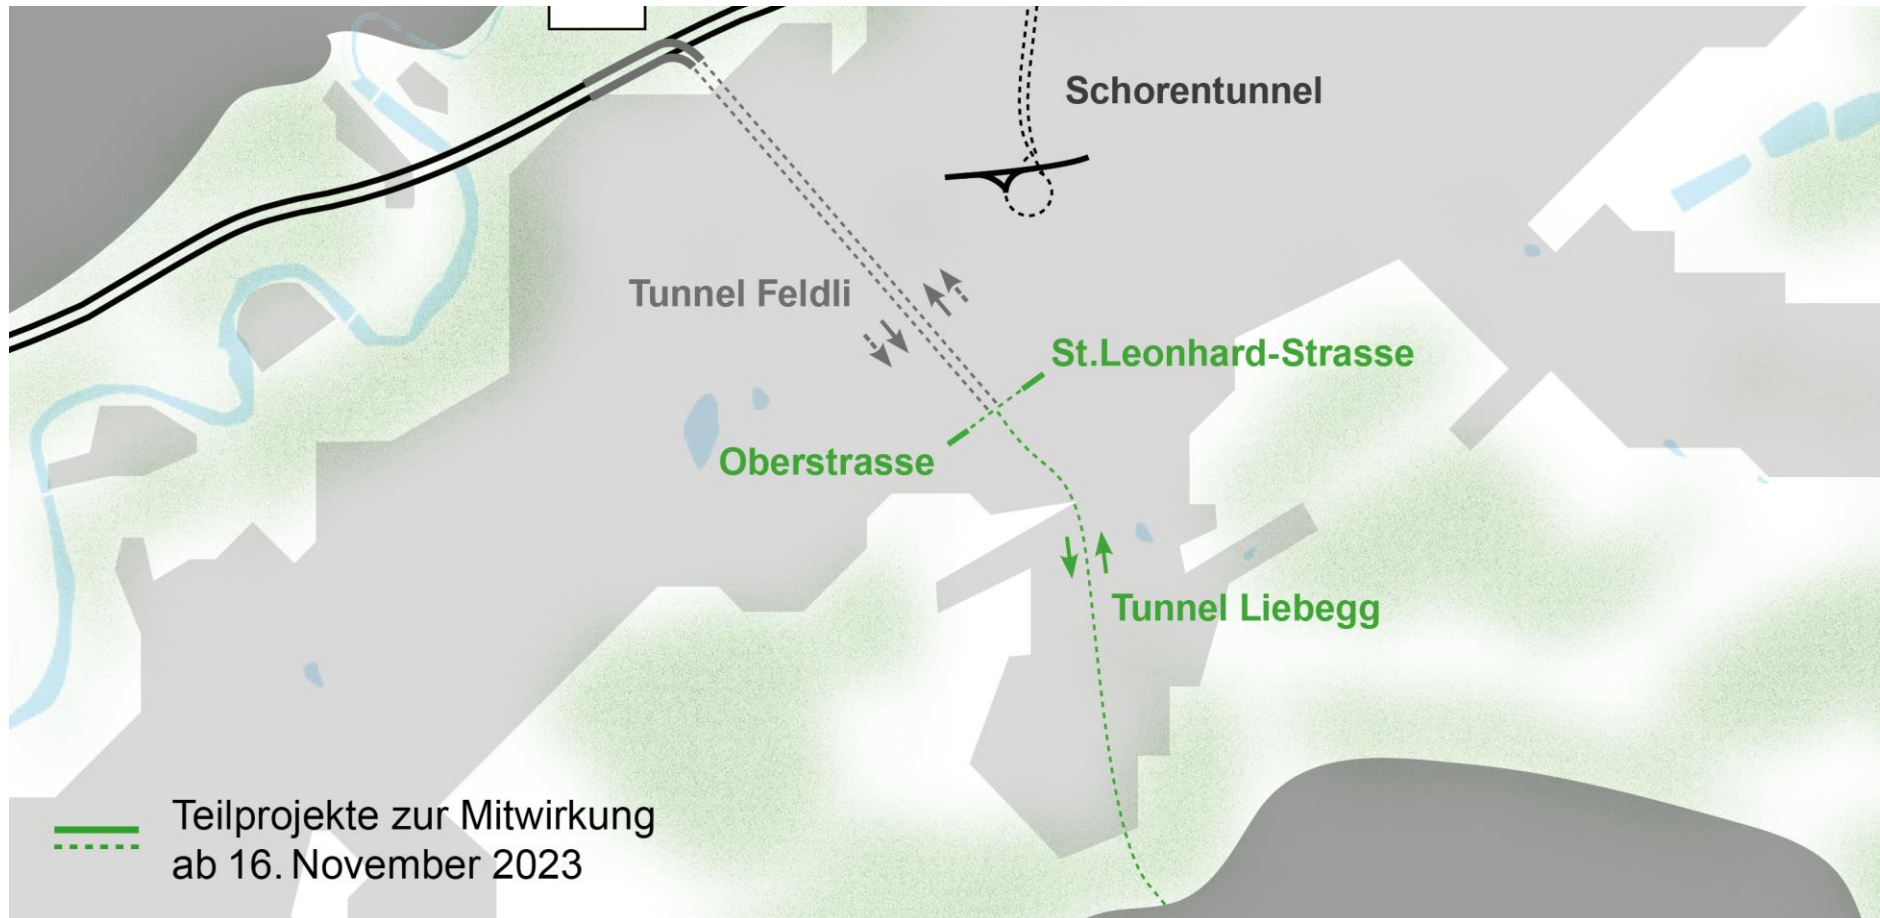 Schorentunnel
Tunnel Feldli
St.Leonhard-Strasse
Oberstrasse
Tunnel Liebegg
Teilprojekte zur Mitwirkung
ab 16. November 2023